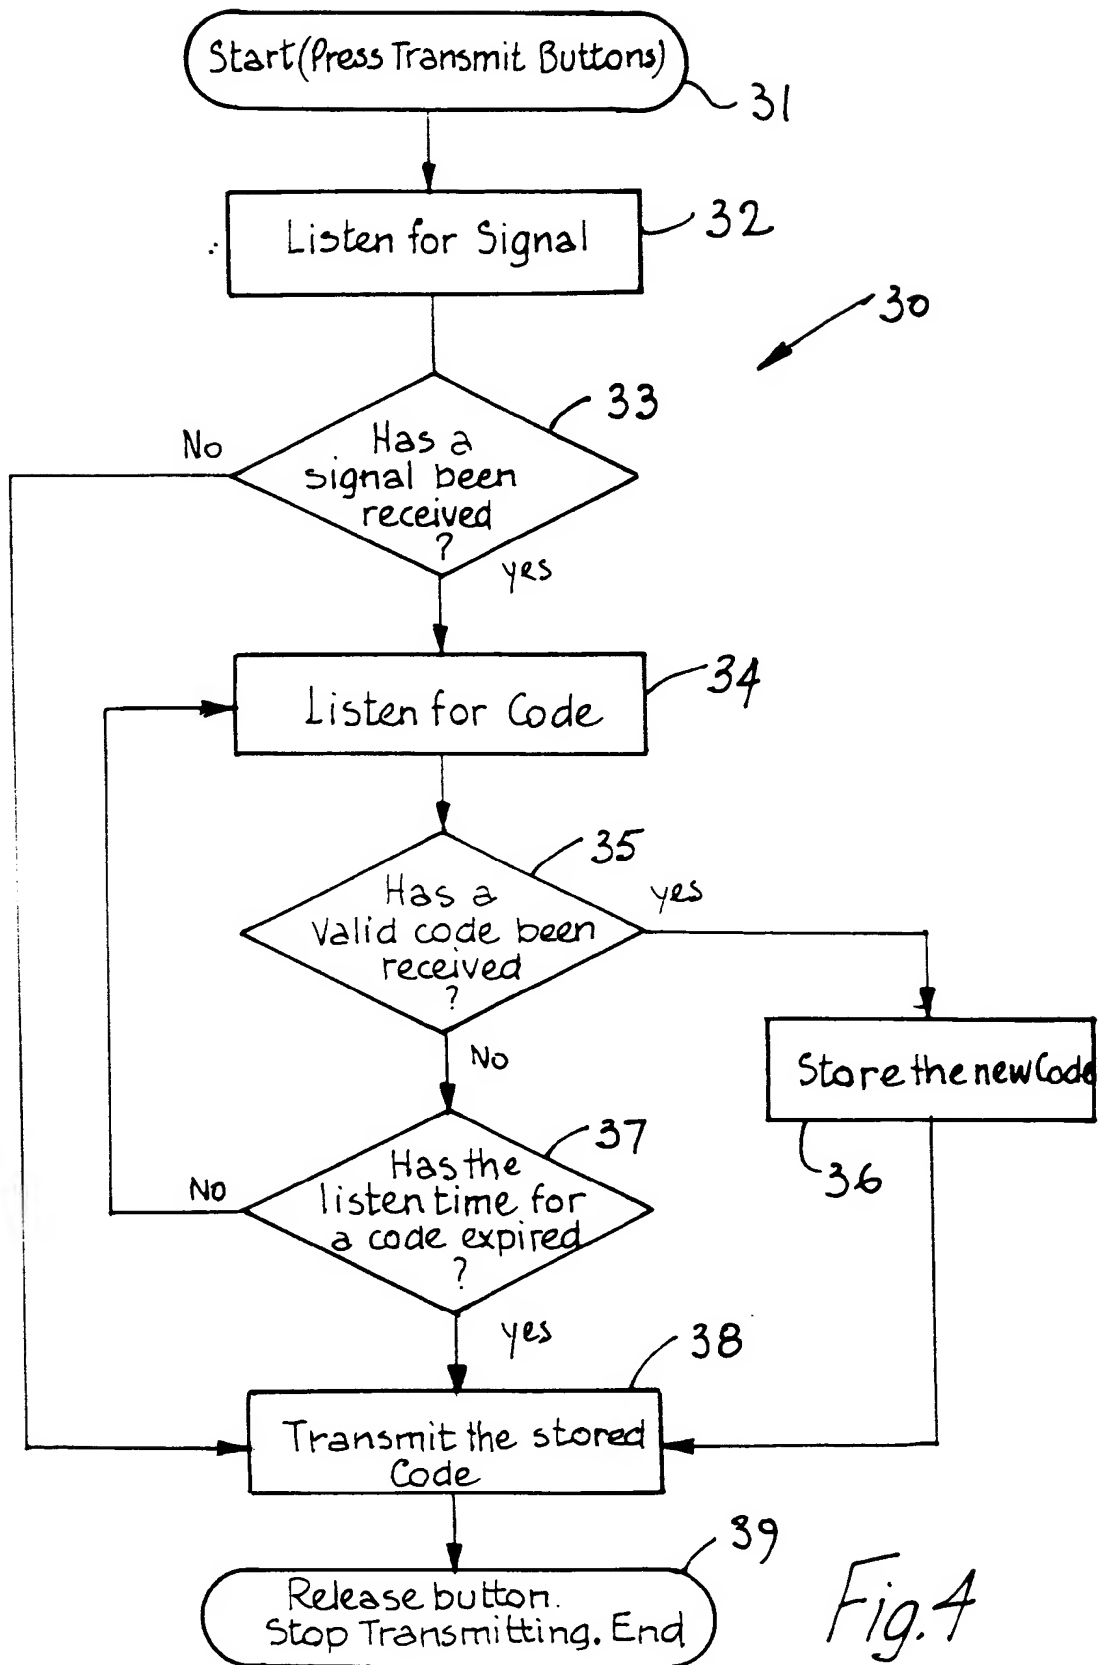 Start (Press Transmit Buttons)
31
Listen for Signal
32
30
33
No
Has a
signal been
received
?
yes
34
Listen for Code
35
yes
Has a
Valid code been
received
?
No
Store the new Code
36
37
No
Has the
listen time for
a code expired
?
yes
38
Transmit the stored
Code
39
Release button.
Stop Transmitting. End
Fig. 4